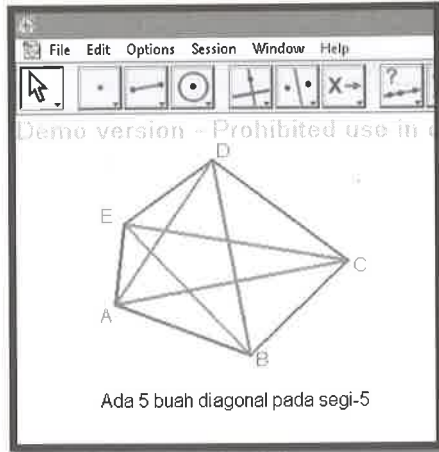 File Edit Options Session Window Help
?
X
Demo version - Prohibited use in
D
E
C
A
B
Ada 5 buah diagonal pada segi-5